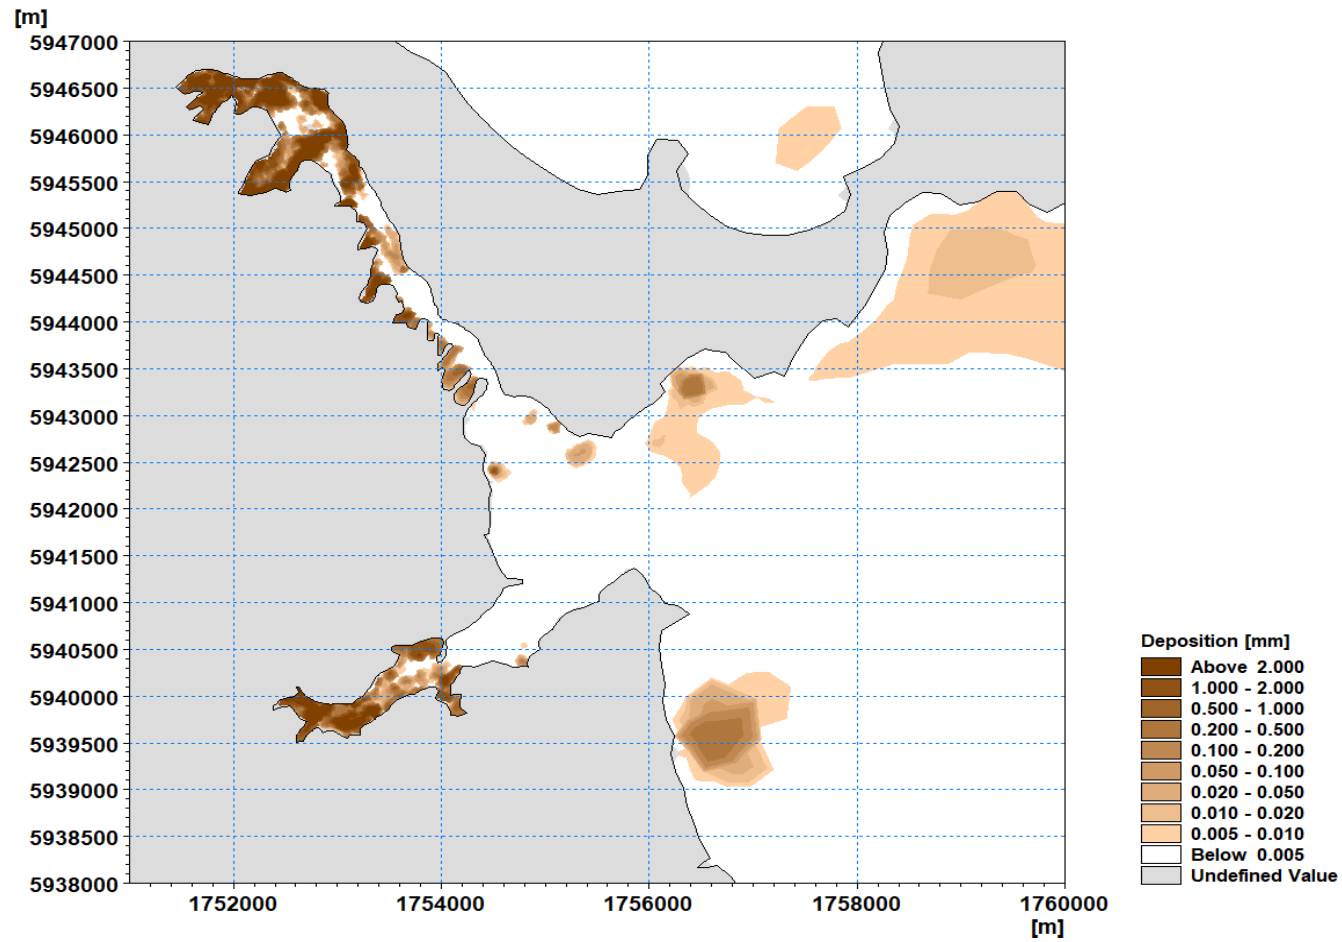 [m]
5947000
5946500
5946000
5945500
5945000
5944500
5944000
5943500
5943000
5942500
5942000
5941500
5941000
5940500
5940000
5939500
5939000
5938500
5938000
1752000 1754000 1756000 1758000 1760000
[m]
Deposition [mm]
Above 2.000
1.000 - 2.000
0.500 - 1.000
0.200 - 0.500
0.100 - 0.200
0.050 - 0.100
0.020 - 0.050
0.010 - 0.020
0.005 - 0.010
Below 0.005
Undefined Value